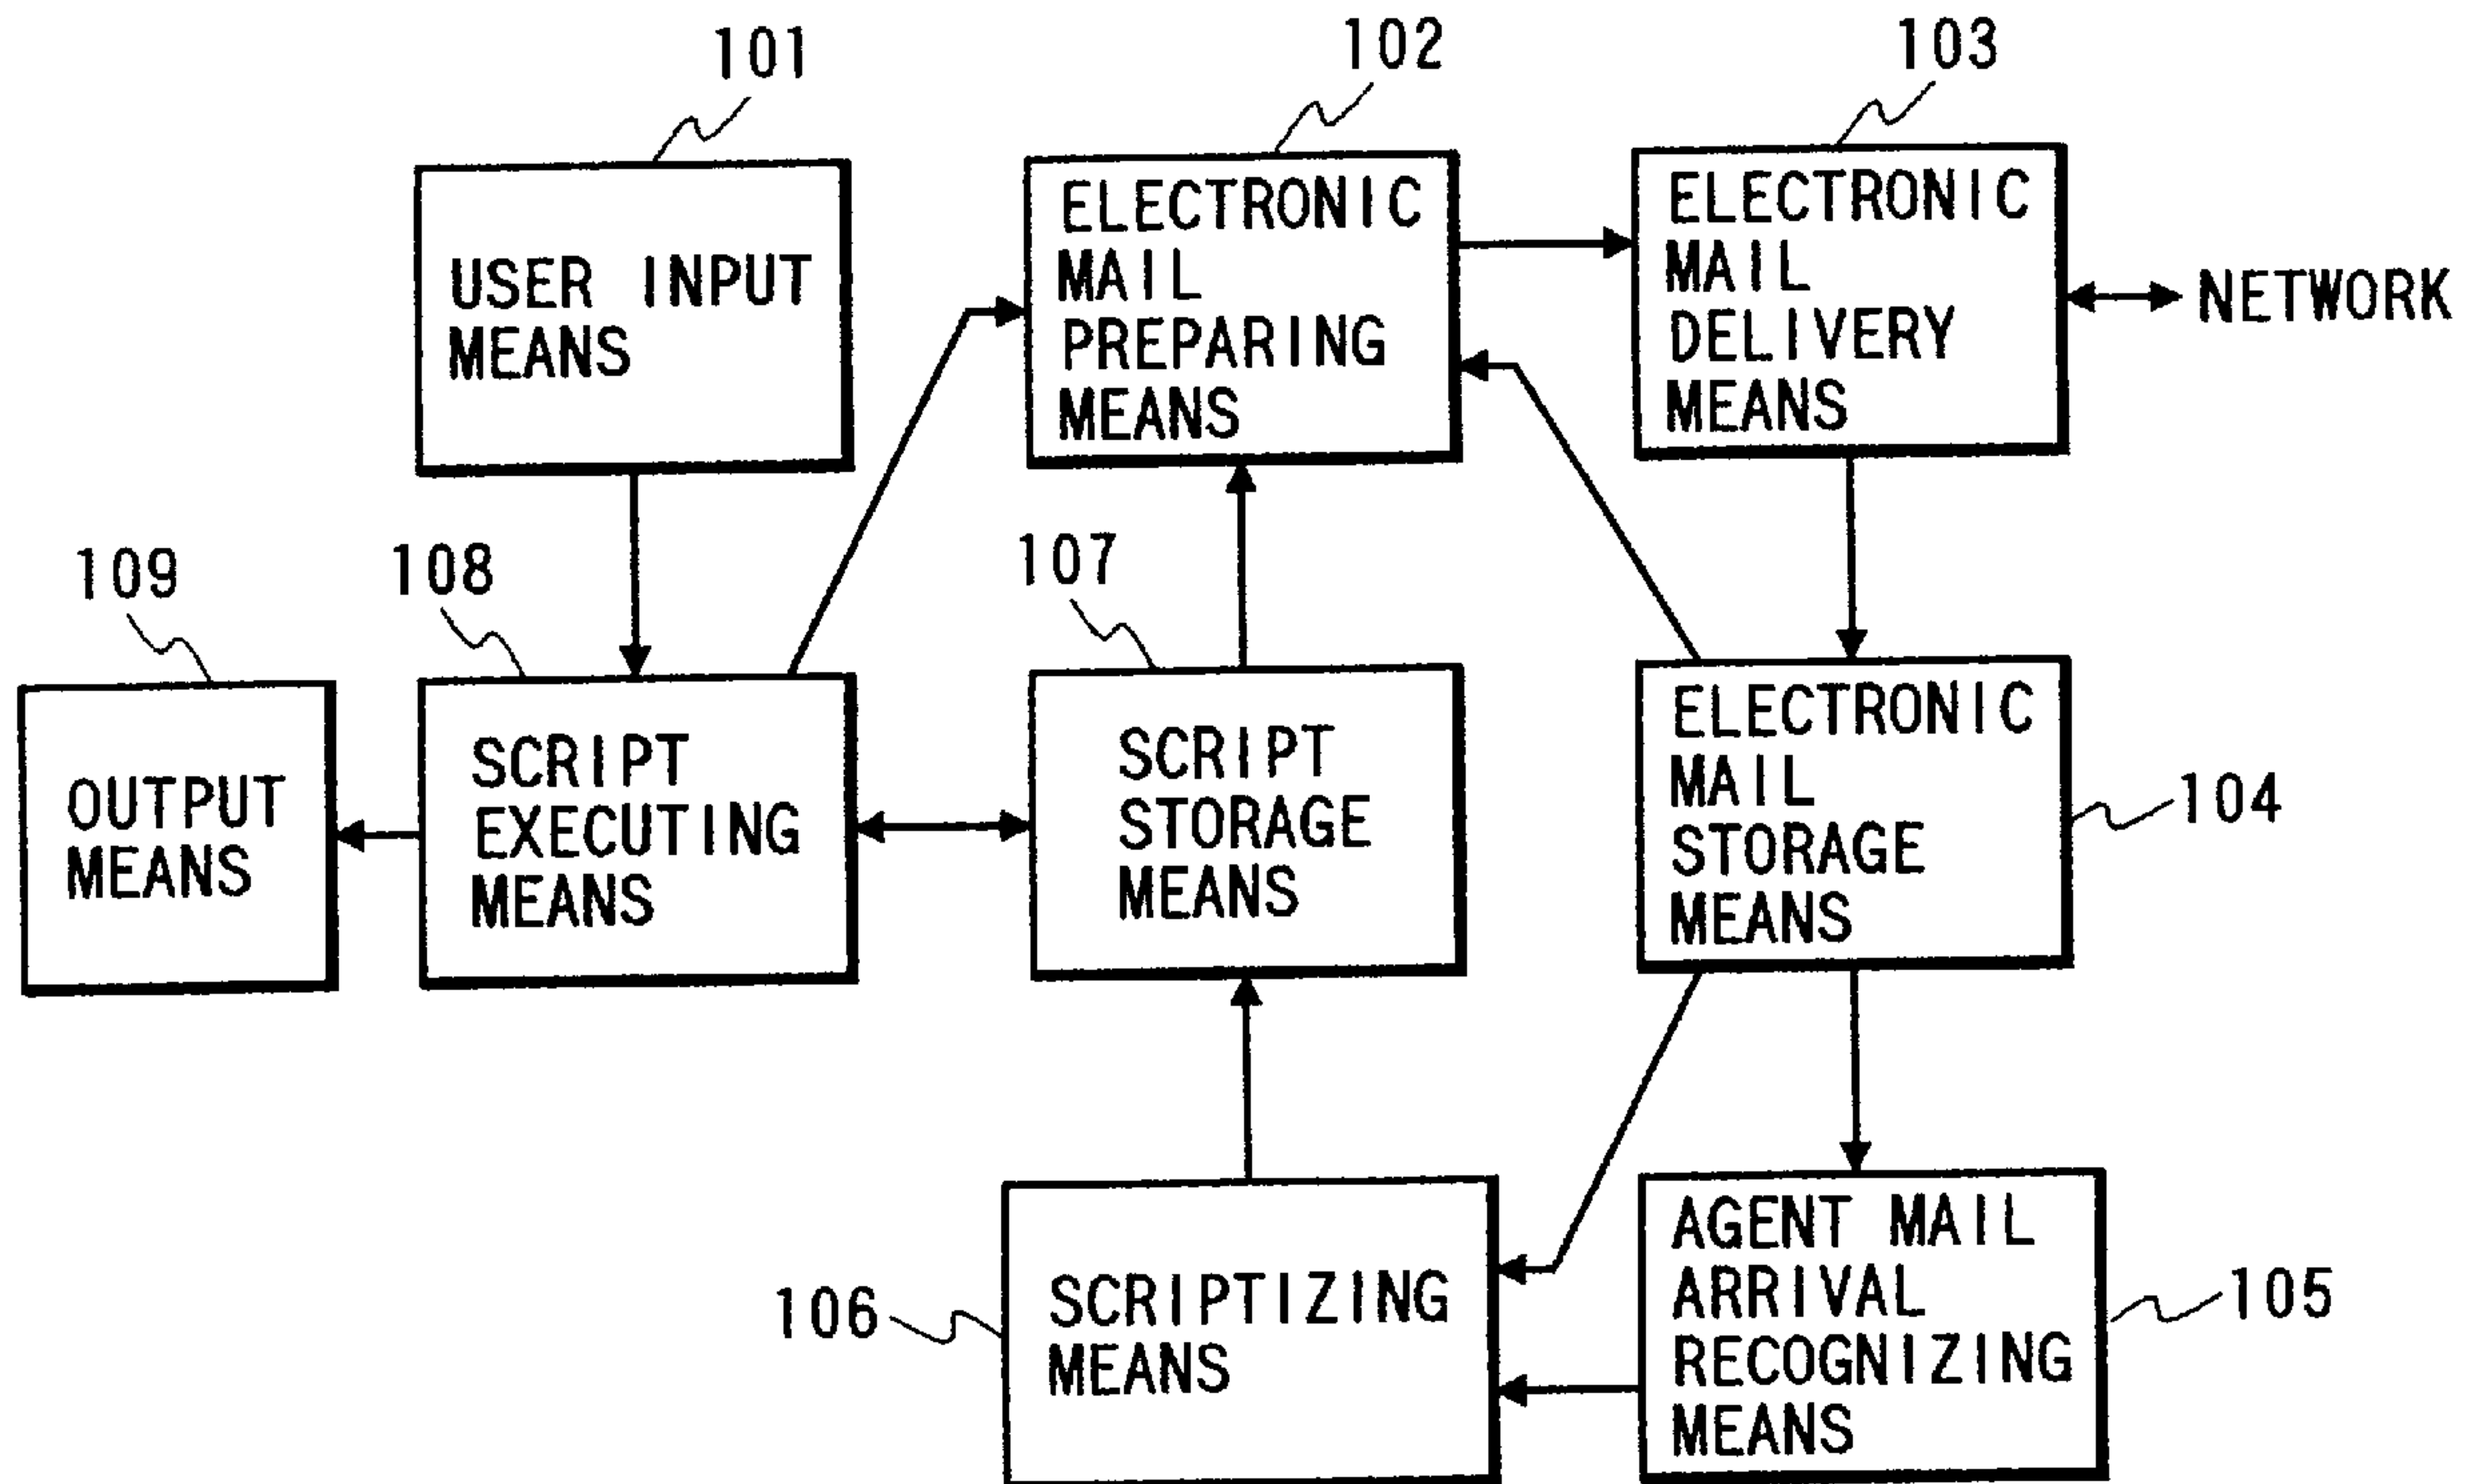 101
102
103
USER INPUT
MEANS
ELECTRONIC
MAIL
PREPARING
MEANS
ELECTRONIC
MAIL
DELIVERY
MEANS
NETWORK
109
108
107
OUTPUT
MEANS
SCRIPT
EXECUTING
MEANS
SCRIPT
STORAGE
MEANS
ELECTRONIC
MAIL
STORAGE
MEANS
104
106
SCRIPTIZING
MEANS
AGENT MAIL
ARRIVAL
RECOGNIZING
MEANS
105